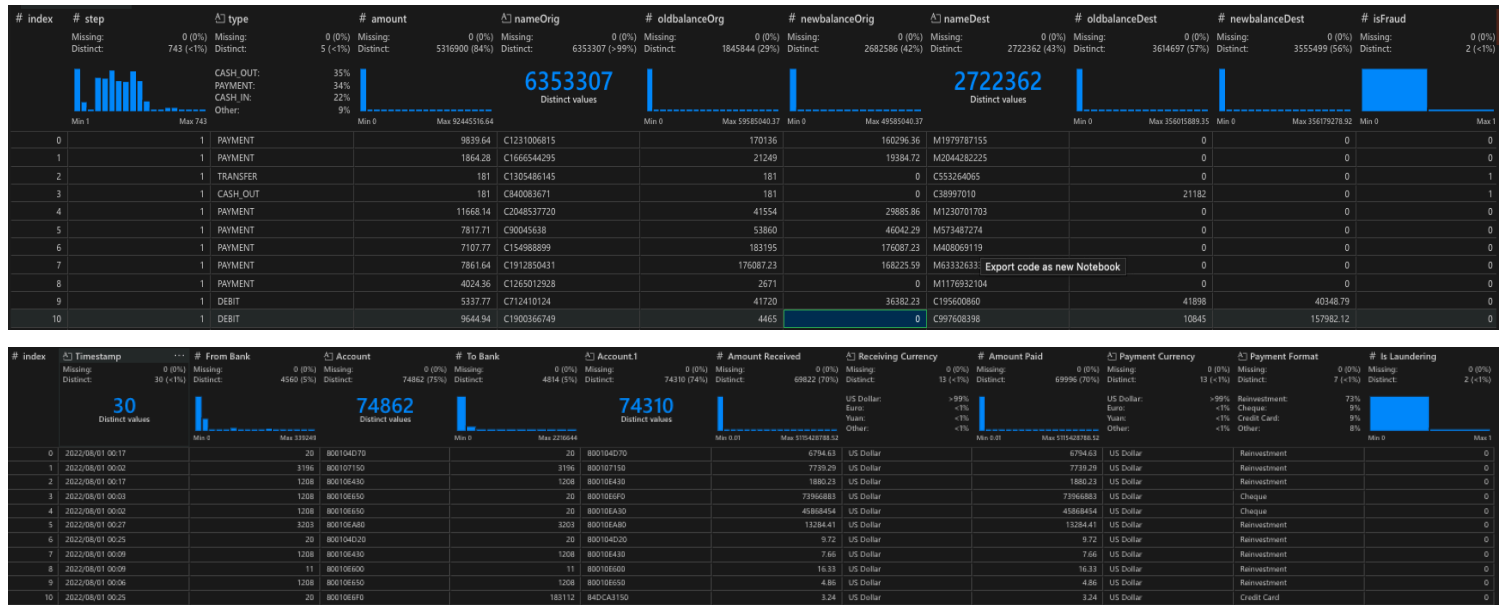 # index # step type # amount nameOrig # oldbalanceOrg # newbalanceOrig nameDest # oldbalanceDest # newbalanceDest # isFraud
Missing: 0 (0%) Missing: 0 (0%) Missing: 0 (0%) Missing: 0 (0%) Missing: 0 (0%) Missing: 0 (0%) Missing: 0 (0%) Missing: 0 (0%) Missing: 0 (0%) Missing: 0 (0%)
Distinct: 743 (<1%) Distinct: 5 (<1%) Distinct: 5316900 (84%) Distinct: 6353307 (>99%) Distinct: 1845844 (29%) Distinct: 2682586 (42%) Distinct: 2722362 (43%) Distinct: 3614697 (57%) Distinct: 3555499 (56%) Distinct: 2 (<1%)
CASH_OUT: 35%
PAYMENT: 34%
CASH_IN: 22%
Other: 9%
6353307 2722362
Distinct values Distinct values
Min 1 Max 743 Min 0 Max 92445516.64 Min 0 Max 59585040.37 Min 0 Max 49585040.37 Min 0 Max 356015889.35 Min 0 Max 356179278.92 Min 0 Max 1
0 1 PAYMENT 9839.64 C1231006815 170136 160296.36 M1979787155 0 0 0
1 1 PAYMENT 1864.28 C1666544295 21249 19384.72 M2044282225 0 0 0
2 1 TRANSFER 181 C1305486145 181 0 C553264065 0 0 1
3 1 CASH_OUT 181 C840083671 181 0 C38997010 21182 0 1
4 1 PAYMENT 11668.14 C2048537720 41554 29885.86 M1230701703 0 0 0
5 1 PAYMENT 7817.71 C90045638 53860 46042.29 M573487274 0 0 0
6 1 PAYMENT 7107.77 C154988899 183195 176087.23 M408069119 0 0 0
7 1 PAYMENT 7861.64 C1912850431 176087.23 168225.59 M63332633 Export code as new Notebook 0 0 0
8 1 PAYMENT 4024.36 C1265012928 2671 0 M1176932104 0 0 0
9 1 DEBIT 5337.77 C712410124 41720 36382.23 C195600860 41898 40348.79 0
10 1 DEBIT 9644.94 C1900366749 4465 0 C997608398 10845 157982.12 0
# index Timestamp ... # From Bank Account # To Bank Account.1 # Amount Received Receiving Currency # Amount Paid Payment Currency Payment Format # Is Laundering
Missing: 0 (0%) Missing: 0 (0%) Missing: 0 (0%) Missing: 0 (0%) Missing: 0 (0%) Missing: 0 (0%) Missing: 0 (0%) Missing: 0 (0%) Missing: 0 (0%) Missing: 0 (0%) Missing: 0 (0%)
Distinct: 30 (<1%) Distinct: 4560 (5%) Distinct: 74862 (75%) Distinct: 4814 (5%) Distinct: 74310 (74%) Distinct: 69822 (70%) Distinct: 13 (<1%) Distinct: 69996 (70%) Distinct: 13 (<1%) Distinct: 7 (<1%) Distinct: 2 (<1%)
US Dollar: >99% US Dollar: >99% Reinvestment: 73%
Euro: <1% Euro: <1% Cheque: 9%
Yuan: <1% Yuan: <1% Credit Card: 9%
Other: <1% Other: <1% Other: 8%
30 74862 74310
Distinct values Distinct values Distinct values
Min 0 Max 339249 Min 0 Max 2216644 Min 0.01 Max 5115428788.52 Min 0.01 Max 5115428788.52 Min 0 Max 1
0 2022/08/01 00:17 20 800104D70 20 800104D70 6794.63 US Dollar 6794.63 US Dollar Reinvestment 0
1 2022/08/01 00:02 3196 800107150 3196 800107150 7739.29 US Dollar 7739.29 US Dollar Reinvestment 0
2 2022/08/01 00:17 1208 80010E430 1208 80010E430 1880.23 US Dollar 1880.23 US Dollar Reinvestment 0
3 2022/08/01 00:03 1208 80010E650 20 80010E6F0 73966883 US Dollar 73966883 US Dollar Cheque 0
4 2022/08/01 00:02 1208 80010E650 20 80010EA30 45868454 US Dollar 45868454 US Dollar Cheque 0
5 2022/08/01 00:27 3203 80010EA80 3203 80010EA80 13284.41 US Dollar 13284.41 US Dollar Reinvestment 0
6 2022/08/01 00:25 20 800104D20 20 800104D20 9.72 US Dollar 9.72 US Dollar Reinvestment 0
7 2022/08/01 00:09 1208 80010E430 1208 80010E430 7.66 US Dollar 7.66 US Dollar Reinvestment 0
8 2022/08/01 00:09 11 80010E600 11 80010E600 16.33 US Dollar 16.33 US Dollar Reinvestment 0
9 2022/08/01 00:06 1208 80010E650 1208 80010E650 4.86 US Dollar 4.86 US Dollar Reinvestment 0
10 2022/08/01 00:25 20 80010E6F0 183112 84DCA3150 3.24 US Dollar 3.24 US Dollar Credit Card 0